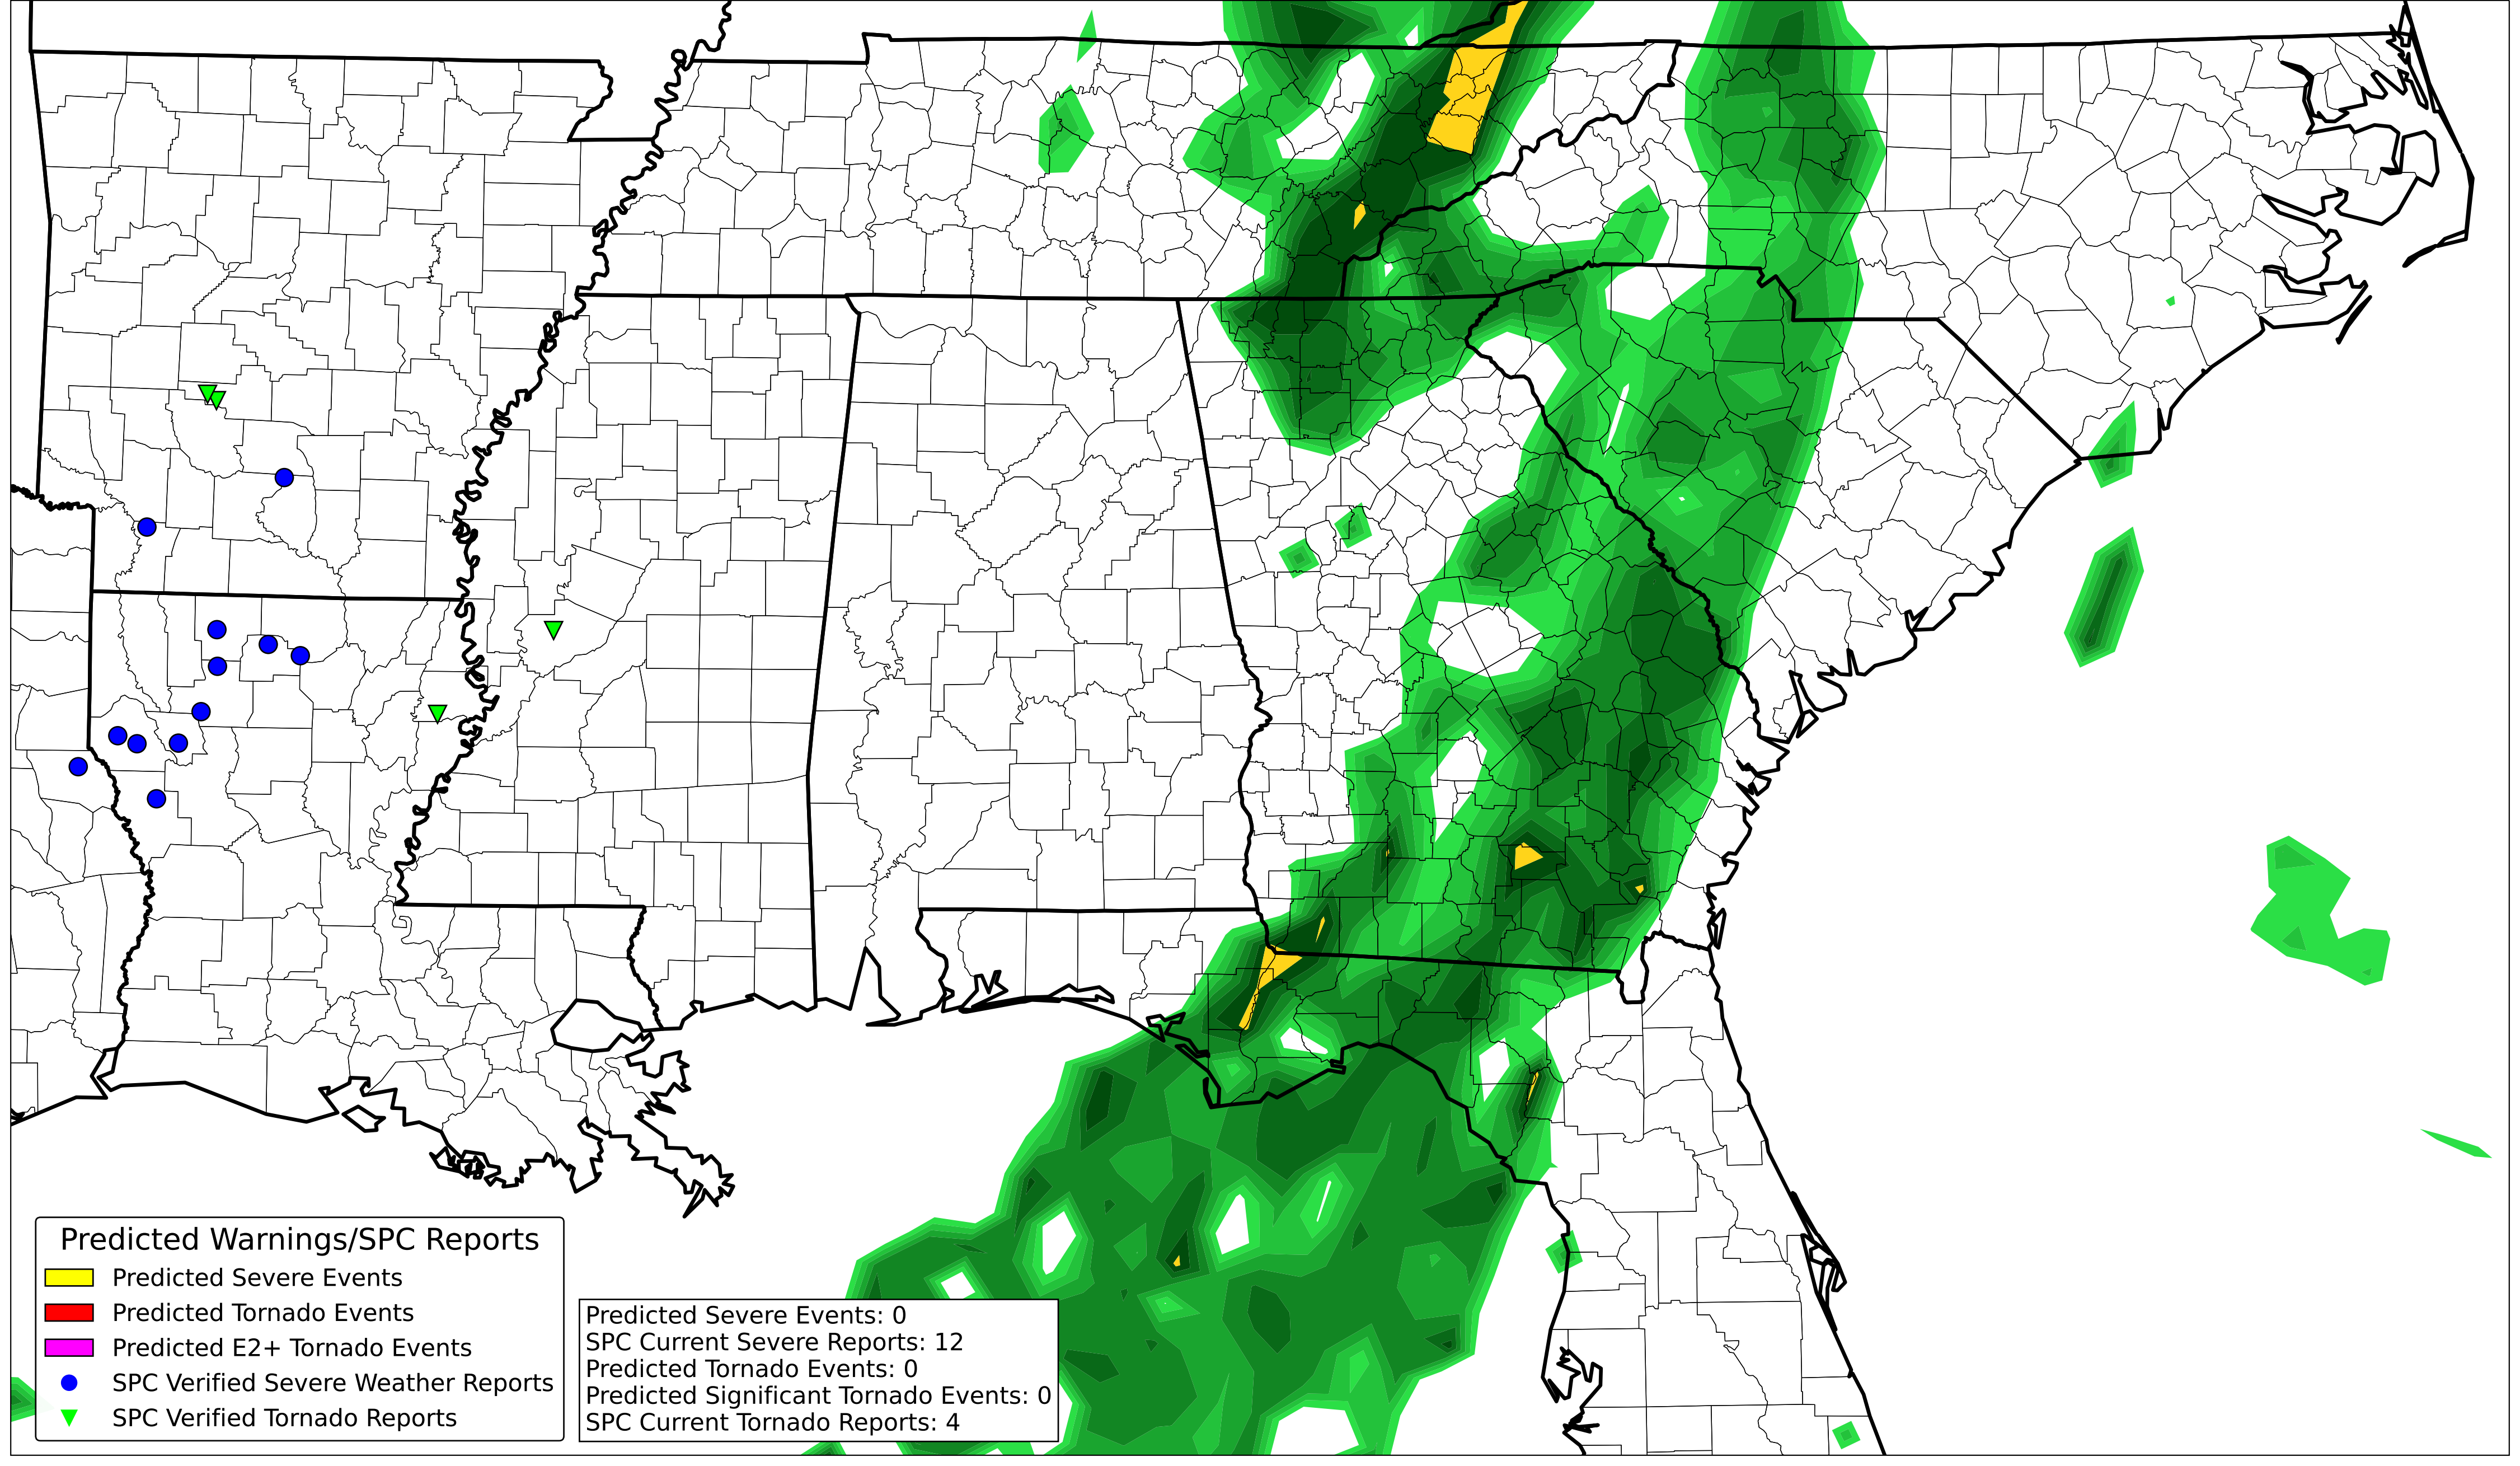 Predicted Warnings/SPC Reports
Predicted Severe Events
Predicted Tornado Events
Predicted E2+ Tornado Events
SPC Verified Severe Weather Reports
SPC Verified Tornado Reports
Predicted Severe Events: 0
SPC Current Severe Reports: 12
Predicted Tornado Events: 0
Predicted Significant Tornado Events: 0
SPC Current Tornado Reports: 4